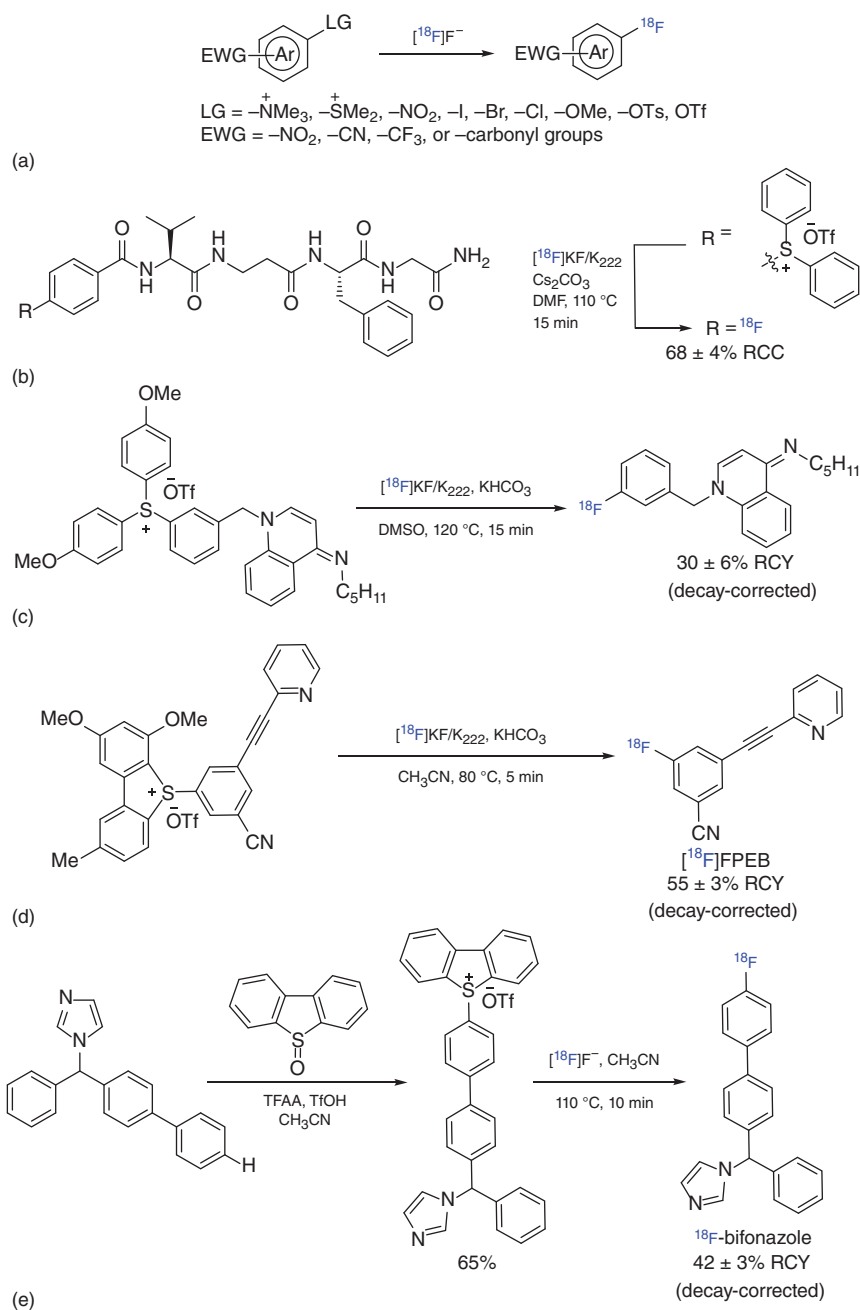 LG
EWG Ar
[18F]F−
18F
EWG Ar
LG = –N+Me3, –S+Me2, –NO2, –I, –Br, –Cl, –OMe, –OTs, OTf
EWG = –NO2, –CN, –CF3, or –carbonyl groups
(a)
O
N
H
O
H
N
O
H
N
O
N
H
O
NH2
R
[18F]KF/K222
Cs2CO3
DMF, 110 °C
15 min
R =
S
+
−OTf
R = 18F
68 ± 4% RCC
(b)
OMe
−OTf
S
+
MeO
N
N
C5H11
[18F]KF/K222, KHCO3
DMSO, 120 °C, 15 min
18F
N
N
C5H11
30 ± 6% RCY
(decay-corrected)
(c)
N
MeO
OMe
+
S
−OTf
CN
Me
[18F]KF/K222, KHCO3
CH3CN, 80 °C, 5 min
18F
N
CN
[18F]FPEB
55 ± 3% RCY
(decay-corrected)
(d)
N
N
H
S
O
TFAA, TfOH
CH3CN
+
S
−OTf
N
N
65%
[18F]F−, CH3CN
110 °C, 10 min
18F
N
N
18F-bifonazole
42 ± 3% RCY
(decay-corrected)
(e)